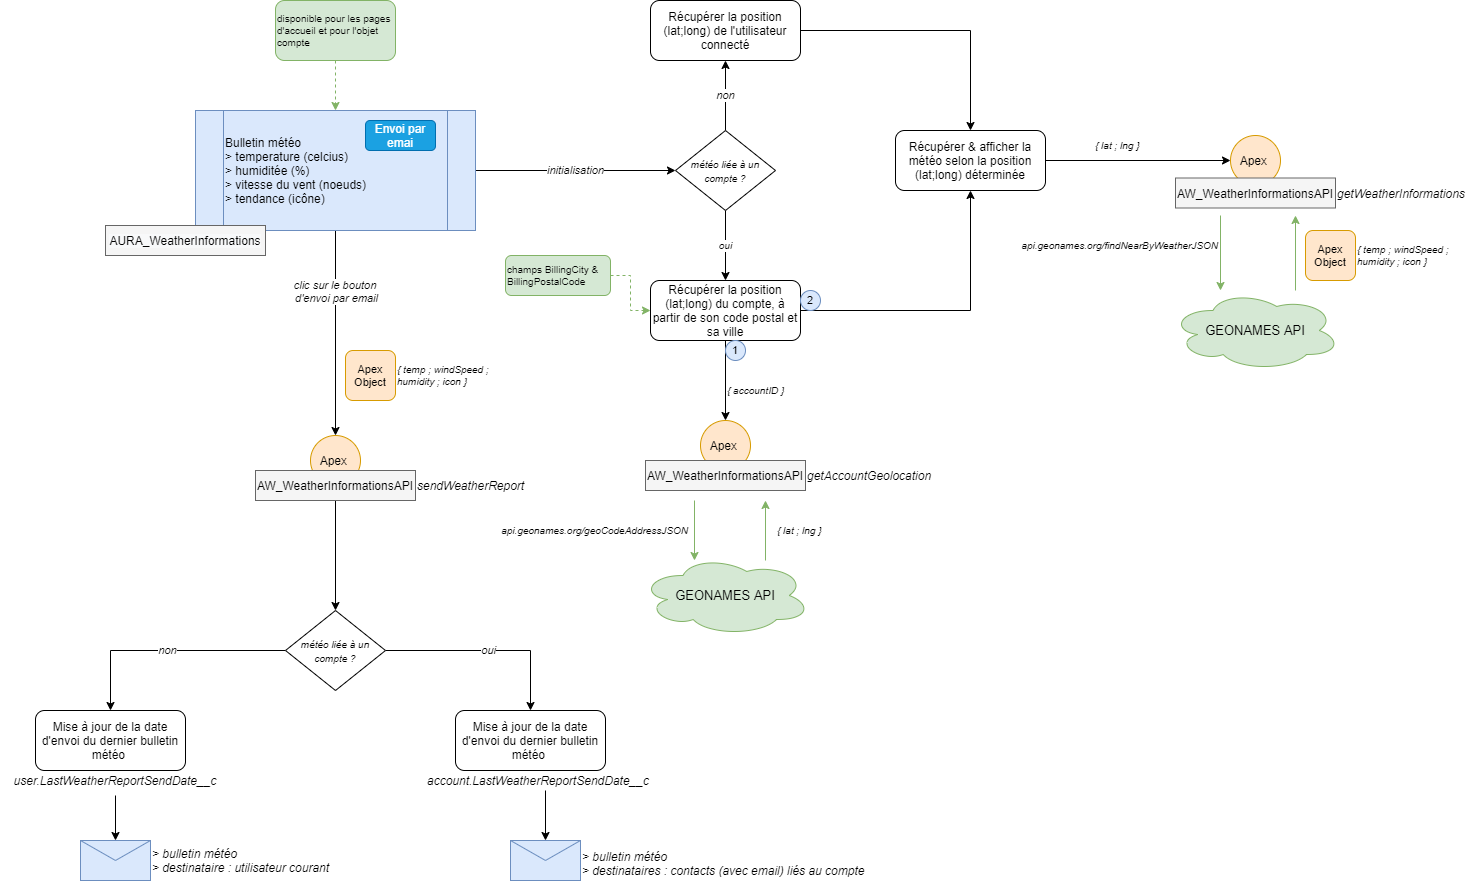 disponible pour les pages
d'accueil et pour l'objet
compte
Récupérer la position
(lat;long) de l'utilisateur
connecté
non
Envoi par
emai
Bulletin météo
> temperature (celcius)
> humiditée (%)
> vitesse du vent (noeuds)
> tendance (icône)
AURA_WeatherInformations
initialisation
météo liée à un
compte ?
Récupérer & afficher la
météo selon la position
(lat;long) déterminée
{ lat ; lng }
Apex
AW_WeatherInformationsAPI
getWeatherInformations
api.geonames.org/findNearByWeatherJSON
Apex
Object
{ temp ; windSpeed ;
humidity ; icon }
GEONAMES API
oui
champs BillingCity &
BillingPostalCode
Récupérer la position
(lat;long) du compte, à
partir de son code postal et
sa ville
2
1
{ accountID }
clic sur le bouton
d'envoi par email
Apex
Object
{ temp ; windSpeed ;
humidity ; icon }
Apex
AW_WeatherInformationsAPI
sendWeatherReport
Apex
AW_WeatherInformationsAPI
getAccountGeolocation
api.geonames.org/geoCodeAddressJSON
{ lat ; lng }
GEONAMES API
météo liée à un
compte ?
non
oui
Mise à jour de la date
d'envoi du dernier bulletin
météo
user.LastWeatherReportSendDate__c
Mise à jour de la date
d'envoi du dernier bulletin
météo
account.LastWeatherReportSendDate__c
> bulletin météo
> destinataire : utilisateur courant
> bulletin météo
> destinataires : contacts (avec email) liés au compte